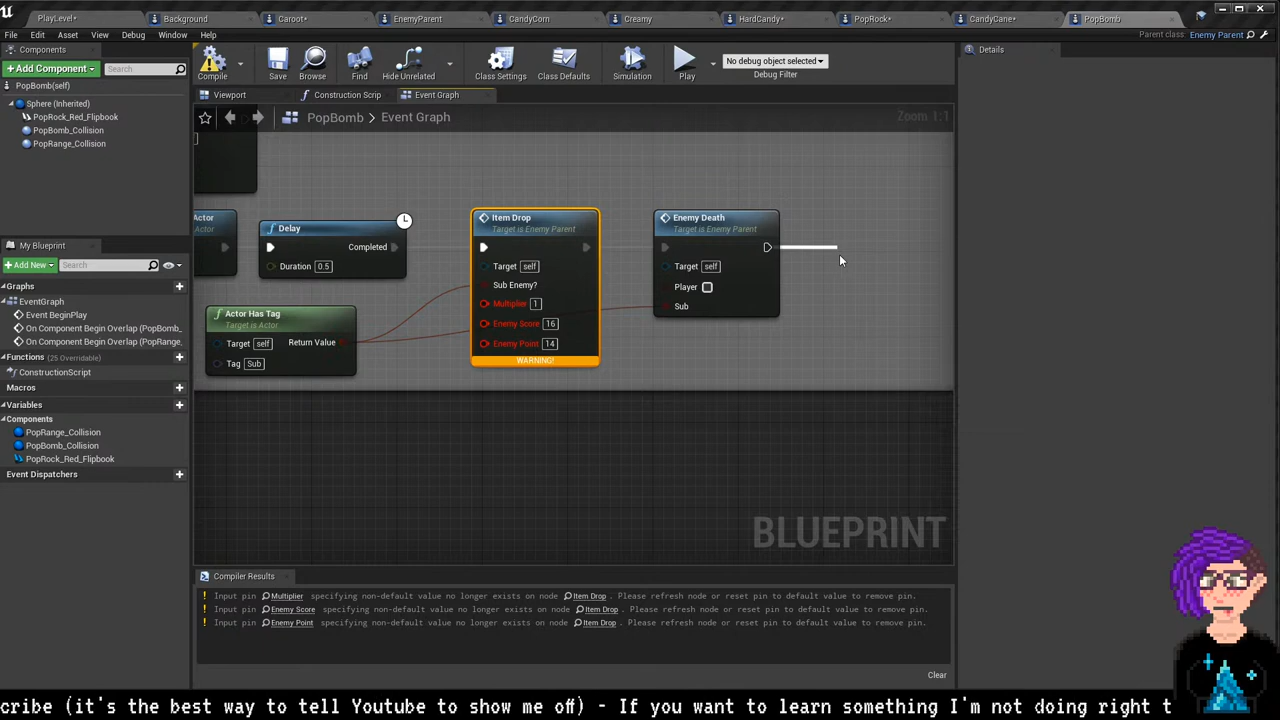 PlayLevel*
Background
Caroot*
EnemyParent
CandyCorn
Creamy
HardCandy*
PopRock*
CandyCane*
PopBomb
File Edit Asset View Debug Window Help
Parent class: Enemy Parent
Components
Details
+Add Component
Search
Compile
Save
Browse
Find
Hide Unrelated
Class Settings
Class Defaults
Simulation
Play
No debug object selected
Debug Filter
PopBomb(self)
Sphere (Inherited)
PopRock_Red_Flipbook
PopBomb_Collision
PopRange_Collision
Viewport
Construction Scrip
Event Graph
PopBomb > Event Graph
Zoom 1:1
Actor
Actor
Delay
Completed
Duration 0.5
Item Drop
Target is Enemy Parent
Target self
Sub Enemy?
Multiplier 1
Enemy Score 16
Enemy Point 14
WARNING!
Enemy Death
Target is Enemy Parent
Target self
Player
Sub
Actor Has Tag
Target is Actor
Target self
Return Value
Tag Sub
My Blueprint
+Add New
Search
Graphs
EventGraph
Event BeginPlay
On Component Begin Overlap (PopBomb_
On Component Begin Overlap (PopRange_
Functions (25 Overridable)
ConstructionScript
Macros
Variables
Components
PopRange_Collision
PopBomb_Collision
PopRock_Red_Flipbook
Event Dispatchers
BLUEPRINT
Compiler Results
! Input pin Multiplier specifying non-default value no longer exists on node Item Drop . Please refresh node or reset pin to default value to remove pin.
! Input pin Enemy Score specifying non-default value no longer exists on node Item Drop . Please refresh node or reset pin to default value to remove pin.
! Input pin Enemy Point specifying non-default value no longer exists on node Item Drop . Please refresh node or reset pin to default value to remove pin.
Clear
cribe (it's the best way to tell Youtube to show me off) - If you want to learn something I'm not doing right t